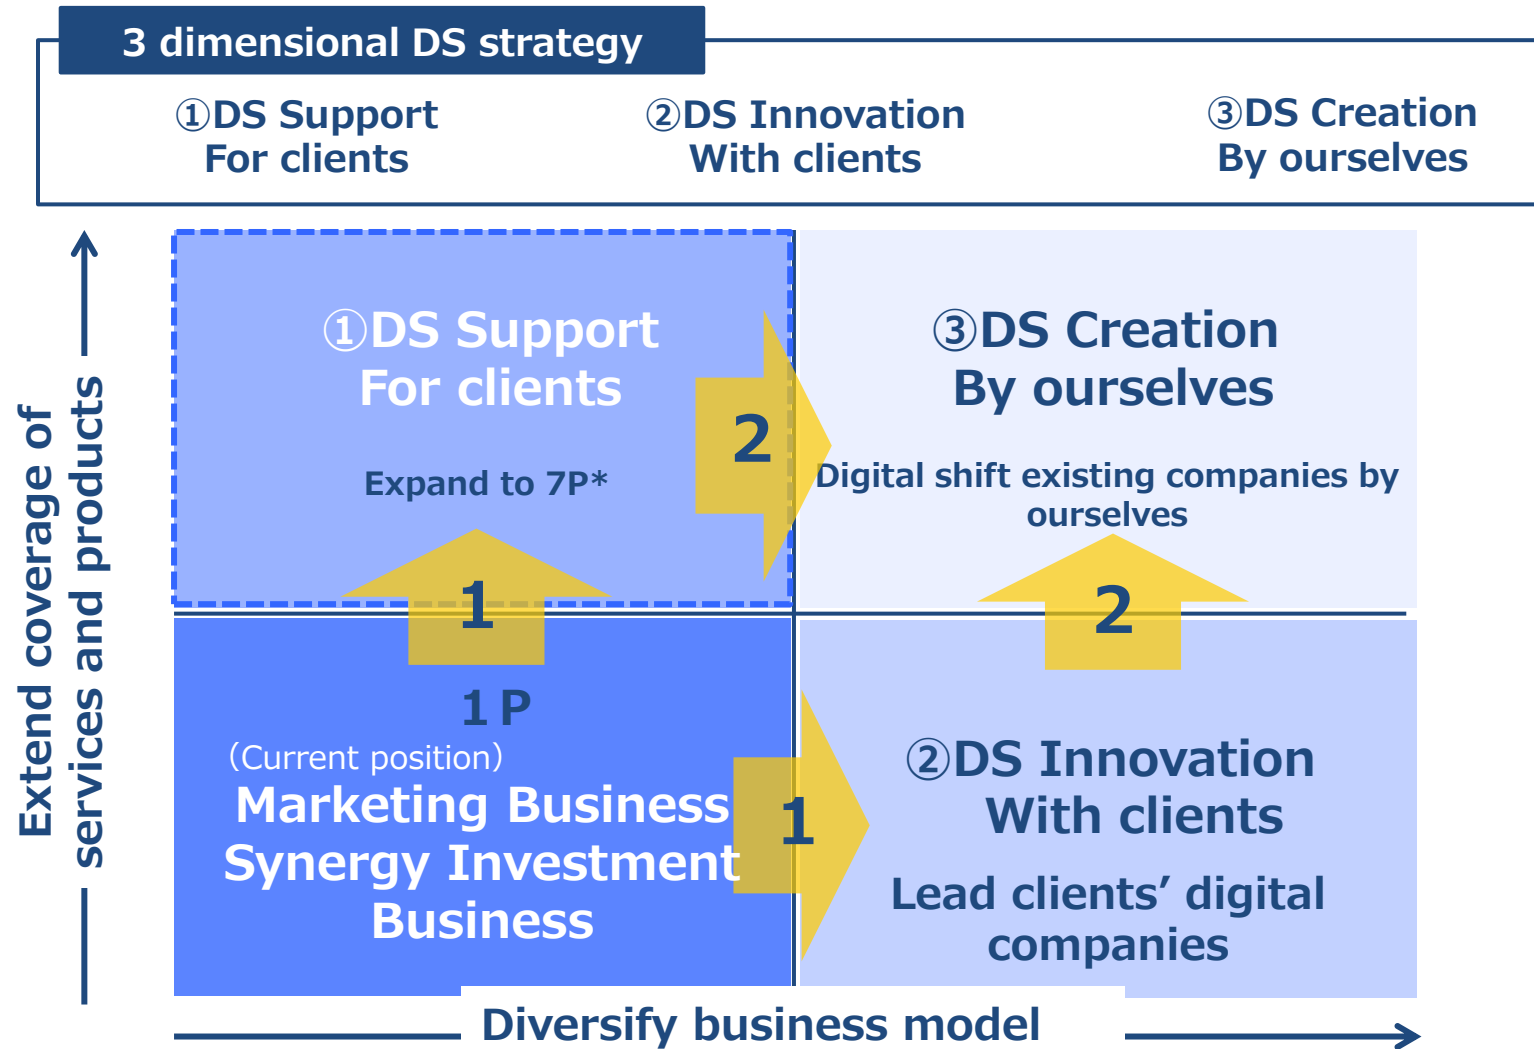 3 dimensional DS strategy
①DS Support
For clients
②DS Innovation
With clients
③DS Creation
By ourselves
Extend coverage of
services and products
①DS Support
For clients
Expand to 7P*
2
③DS Creation
By ourselves
Digital shift existing companies by
ourselves
1
2
1P
（Current position）
Marketing Business
Synergy Investment
Business
1
②DS Innovation
With clients
Lead clients’ digital
companies
Diversify business model